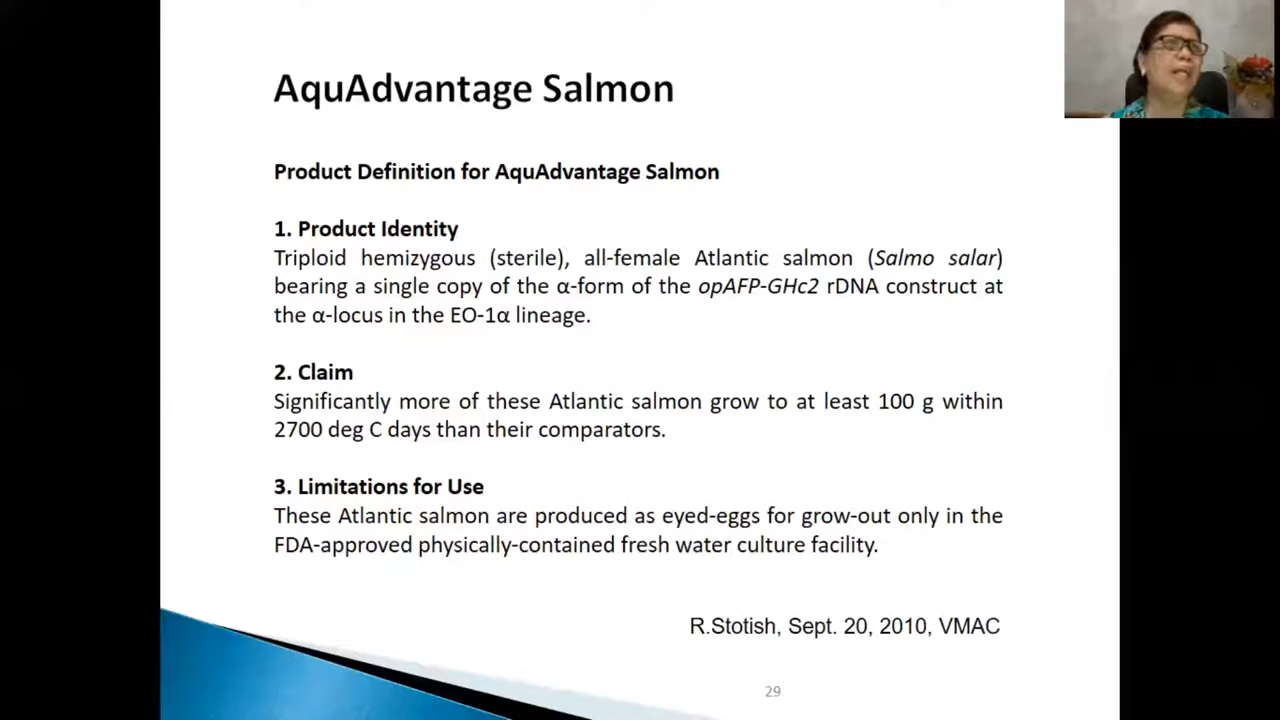 AquAdvantage Salmon
Product Definition for AquAdvantage Salmon
1. Product Identity
Triploid hemizygous (sterile), all-female Atlantic salmon (Salmo salar)
bearing a single copy of the α-form of the opAFP-GHc2 rDNA construct at
the α-locus in the EO-1α lineage.
2. Claim
Significantly more of these Atlantic salmon grow to at least 100 g within
2700 deg C days than their comparators.
3. Limitations for Use
These Atlantic salmon are produced as eyed-eggs for grow-out only in the
FDA-approved physically-contained fresh water culture facility.
R.Stotish, Sept. 20, 2010, VMAC
29